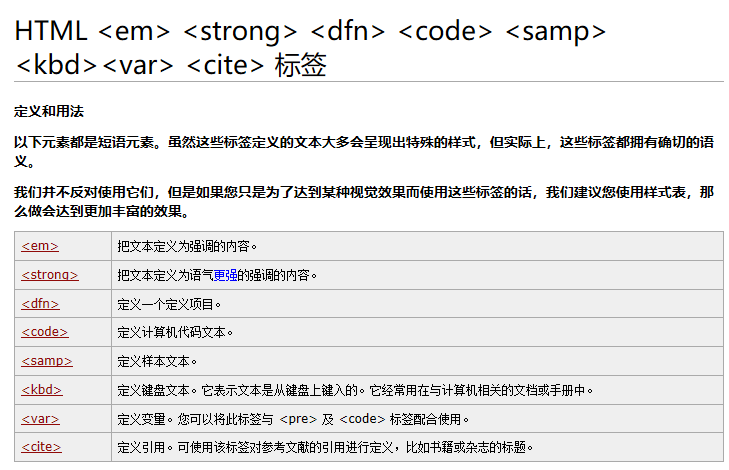 HTML <em> <strong> <dfn> <code> <samp>
<kbd><var> <cite> 标签
定义和用法
以下元素都是短语元素。虽然这些标签定义的文本大多会呈现出特殊的样式，但实际上，这些标签都拥有确切的语
义。
我们并不反对使用它们，但是如果您只是为了达到某种视觉效果而使用这些标签的话，我们建议您使用样式表，那
么做会达到更加丰富的效果。
<em> 把文本定义为强调的内容。
<strong> 把文本定义为语气更强的强调的内容。
<dfn> 定义一个定义项目。
<code> 定义计算机代码文本。
<samp> 定义样本文本。
<kbd> 定义键盘文本。它表示文本是从键盘上键入的。它经常用在与计算机相关的文档或手册中。
<var> 定义变量。您可以将此标签与 <pre> 及 <code> 标签配合使用。
<cite> 定义引用。可使用该标签对参考文献的引用进行定义，比如书籍或杂志的标题。